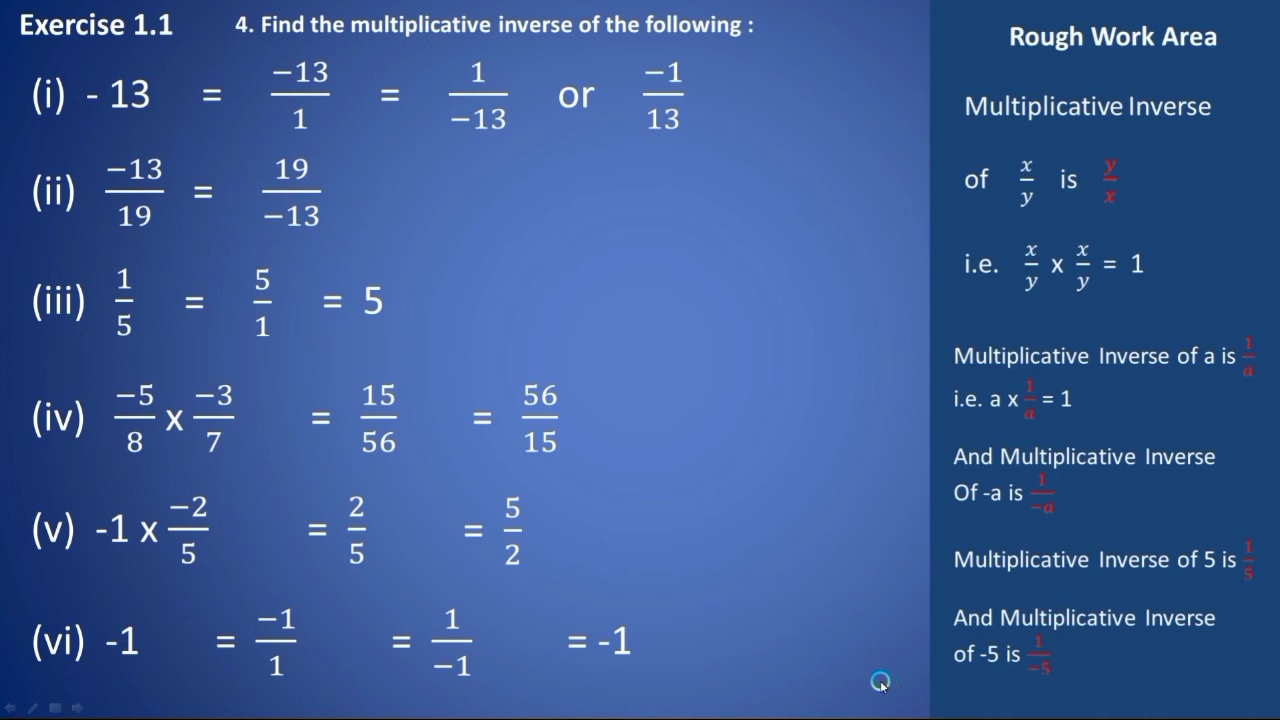 Exercise 1.1
4. Find the multiplicative inverse of the following :
(i) - 13 = −13/1 = 1/−13 or −1/13
(ii) −13/19 = 19/−13
(iii) 1/5 = 5/1 = 5
(iv) −5/8 x −3/7 = 15/56 = 56/15
(v) -1 x −2/5 = 2/5 = 5/2
(vi) -1 = −1/1 = 1/−1 = -1
Rough Work Area
Multiplicative Inverse
of x/y is y/x
i.e. x/y x x/y = 1
Multiplicative Inverse of a is 1/a
i.e. a x 1/a = 1
And Multiplicative Inverse
Of -a is 1/−a
Multiplicative Inverse of 5 is 1/5
And Multiplicative Inverse
of -5 is 1/−5